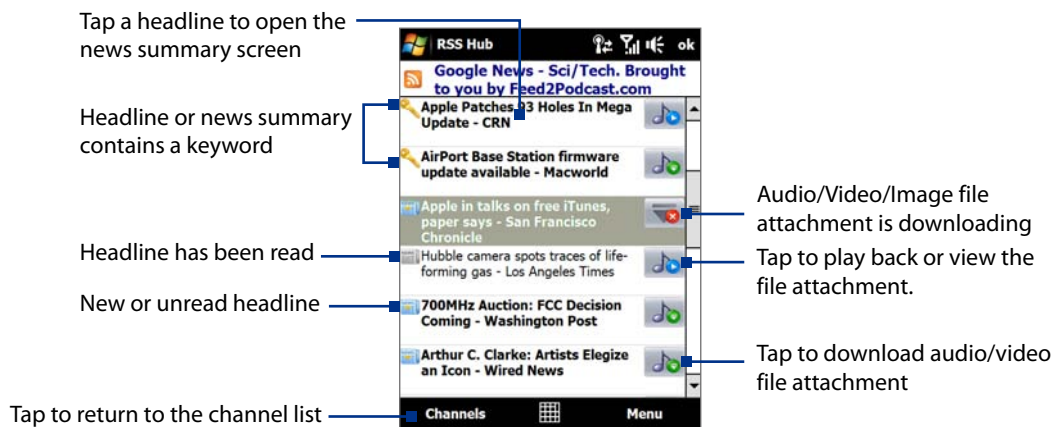 Tap a headline to open the
news summary screen
Headline or news summary
contains a keyword
Headline has been read
New or unread headline
Tap to return to the channel list
RSS Hub
ok
Google News - Sci/Tech. Brought
to you by Feed2Podcast.com
Apple Patches 93 Holes In Mega
Update - CRN
AirPort Base Station firmware
update available - Macworld
Apple in talks on free iTunes,
paper says - San Francisco
Chronicle
Hubble camera spots traces of life-
forming gas - Los Angeles Times
700MHz Auction: FCC Decision
Coming - Washington Post
Arthur C. Clarke: Artists Elegize
an Icon - Wired News
Channels
Menu
Audio/Video/Image file
attachment is downloading
Tap to play back or view the
file attachment.
Tap to download audio/video
file attachment